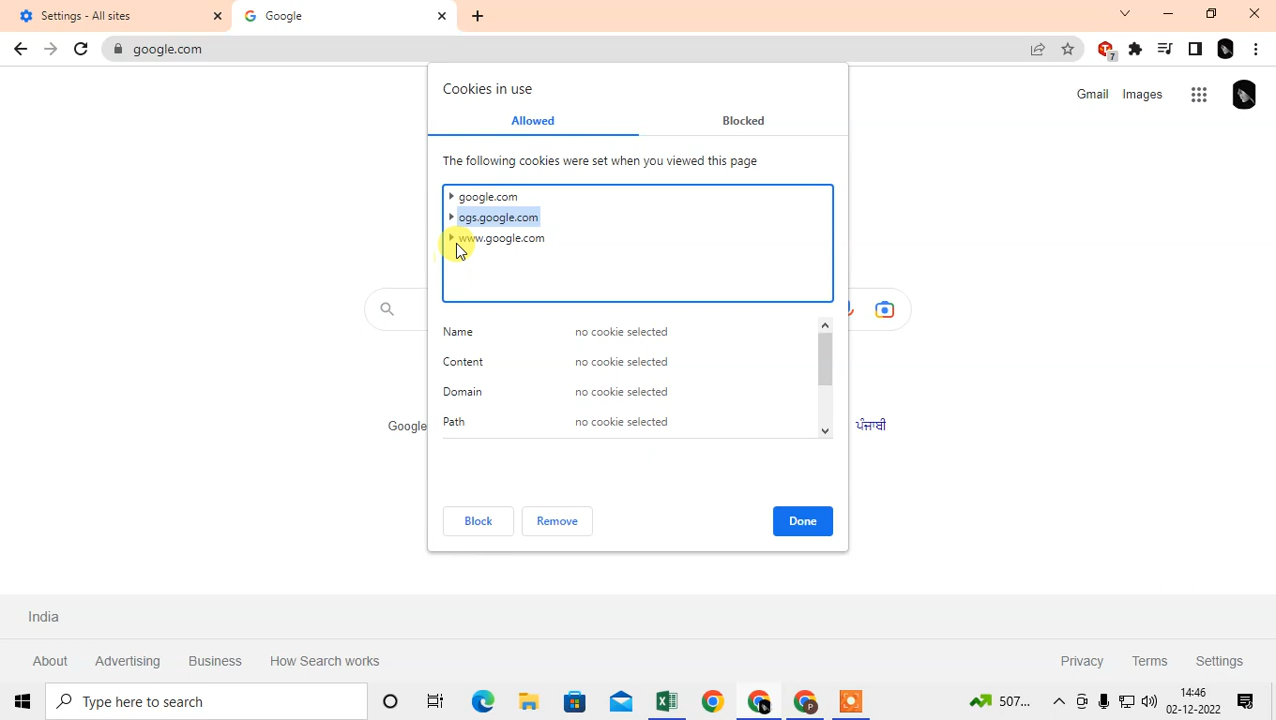 Settings - All sites
Google
google.com
7
Gmail Images
Cookies in use
Allowed Blocked
The following cookies were set when you viewed this page
google.com
ogs.google.com
www.google.com
Name no cookie selected
Content no cookie selected
Domain no cookie selected
Path no cookie selected
Google
ਪੰਜਾਬੀ
Block Remove Done
India
About Advertising Business How Search works Privacy Terms Settings
Type here to search
507...
14:46
02-12-2022